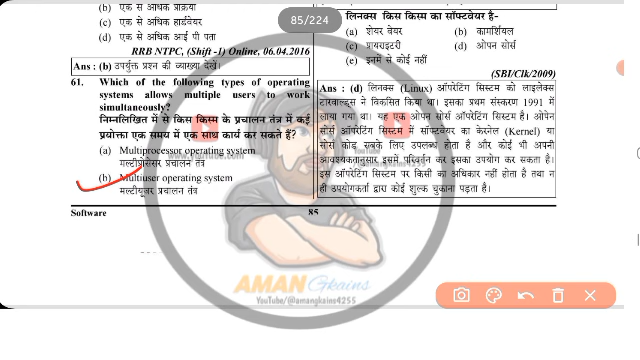 (b) एक से अधिक प्रोक्रिया
(c) एक से अधिक हार्डवेयर
(d) एक से अधिक आई पी पता
RRB NTPC, (Shift-I) Online, 06.04.2016
Ans : (b) उपर्युक्त प्रश्न की व्याख्या देखें।
61. Which of the following types of operating
systems allows multiple users to work
simultaneously?
निम्नलिखित में से किस किस्म के प्रचालन तंत्र में कई
प्रयोक्ता एक समय में एक साथ कार्य कर सकते हैं?
(a) Multiprocessor operating system
मल्टीप्रोसेसर प्रचालन तंत्र
(b) Multiuser operating system
मल्टीयूजर प्रचालन तंत्र
Software
85
85/224
लिनक्स किस किस्म का सॉफ्टवेयर है-
(a) शेयर वेयर (b) कामर्शियल
(c) प्रापराइटरी (d) ओपन सोर्स
(e) इनमें से कोई नहीं
(SBI/Clk/2009)
Ans : (d) लिनक्स (Linux) ऑपरेटिंग सिस्टम को लाइलेक्स
टारवाल्ड्स ने विकसित किया था। इसका प्रथम संस्करण 1991 में
लाया गया था। यह एक ओपन सोर्स ऑपरेटिंग सिस्टम है। ओपेन
सोर्स ऑपरेटिंग सिस्टम में सॉफ्टवेयर का केरनेल (Kernel) या
सोर्स कोड सबके लिए उपलब्ध होता है और कोई भी अपनी
आवश्यकतानुसार इसमें परिवर्तन कर इसका उपयोग कर सकता है।
इस ऑपरेटिंग सिस्टम पर किसी का अधिकार नहीं होता है तथा न
ही उपयोगकर्ता द्वारा कोई शुल्क चुकाना पड़ता है।
AMAN Gkains
YouTube/@amangkains4255